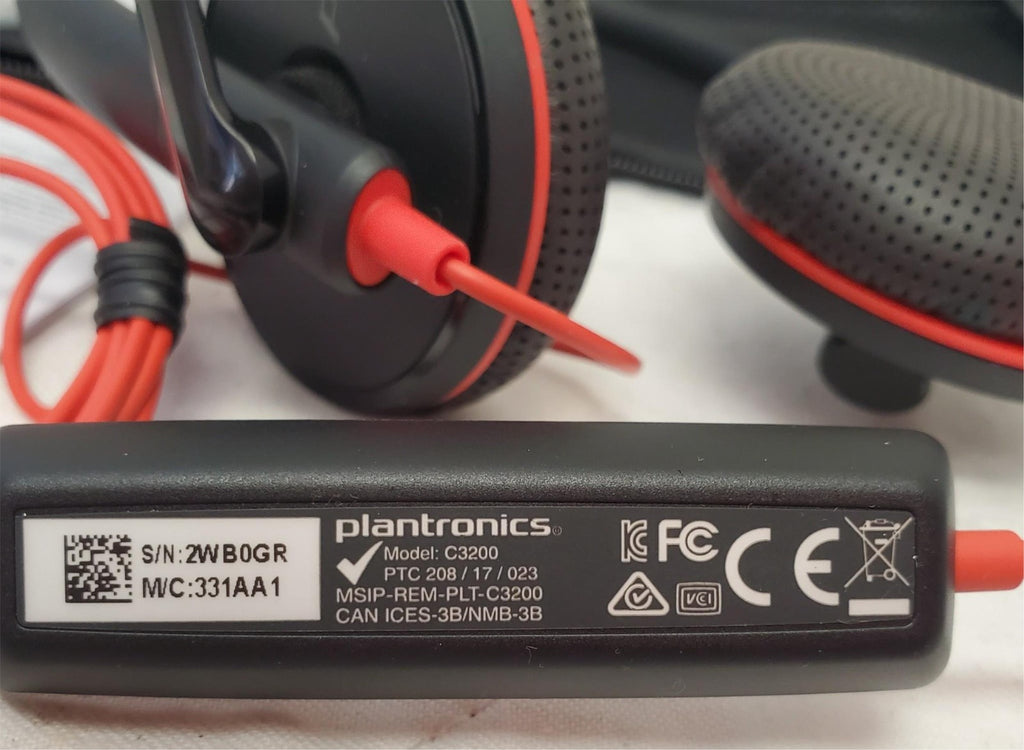 S/N:2WB0GR
M/C:331AA1
plantronics®
Model: C3200
PTC 208 / 17 / 023
MSIP-REM-PLT-C3200
CAN ICES-3B/NMB-3B
FC
CE
VCI